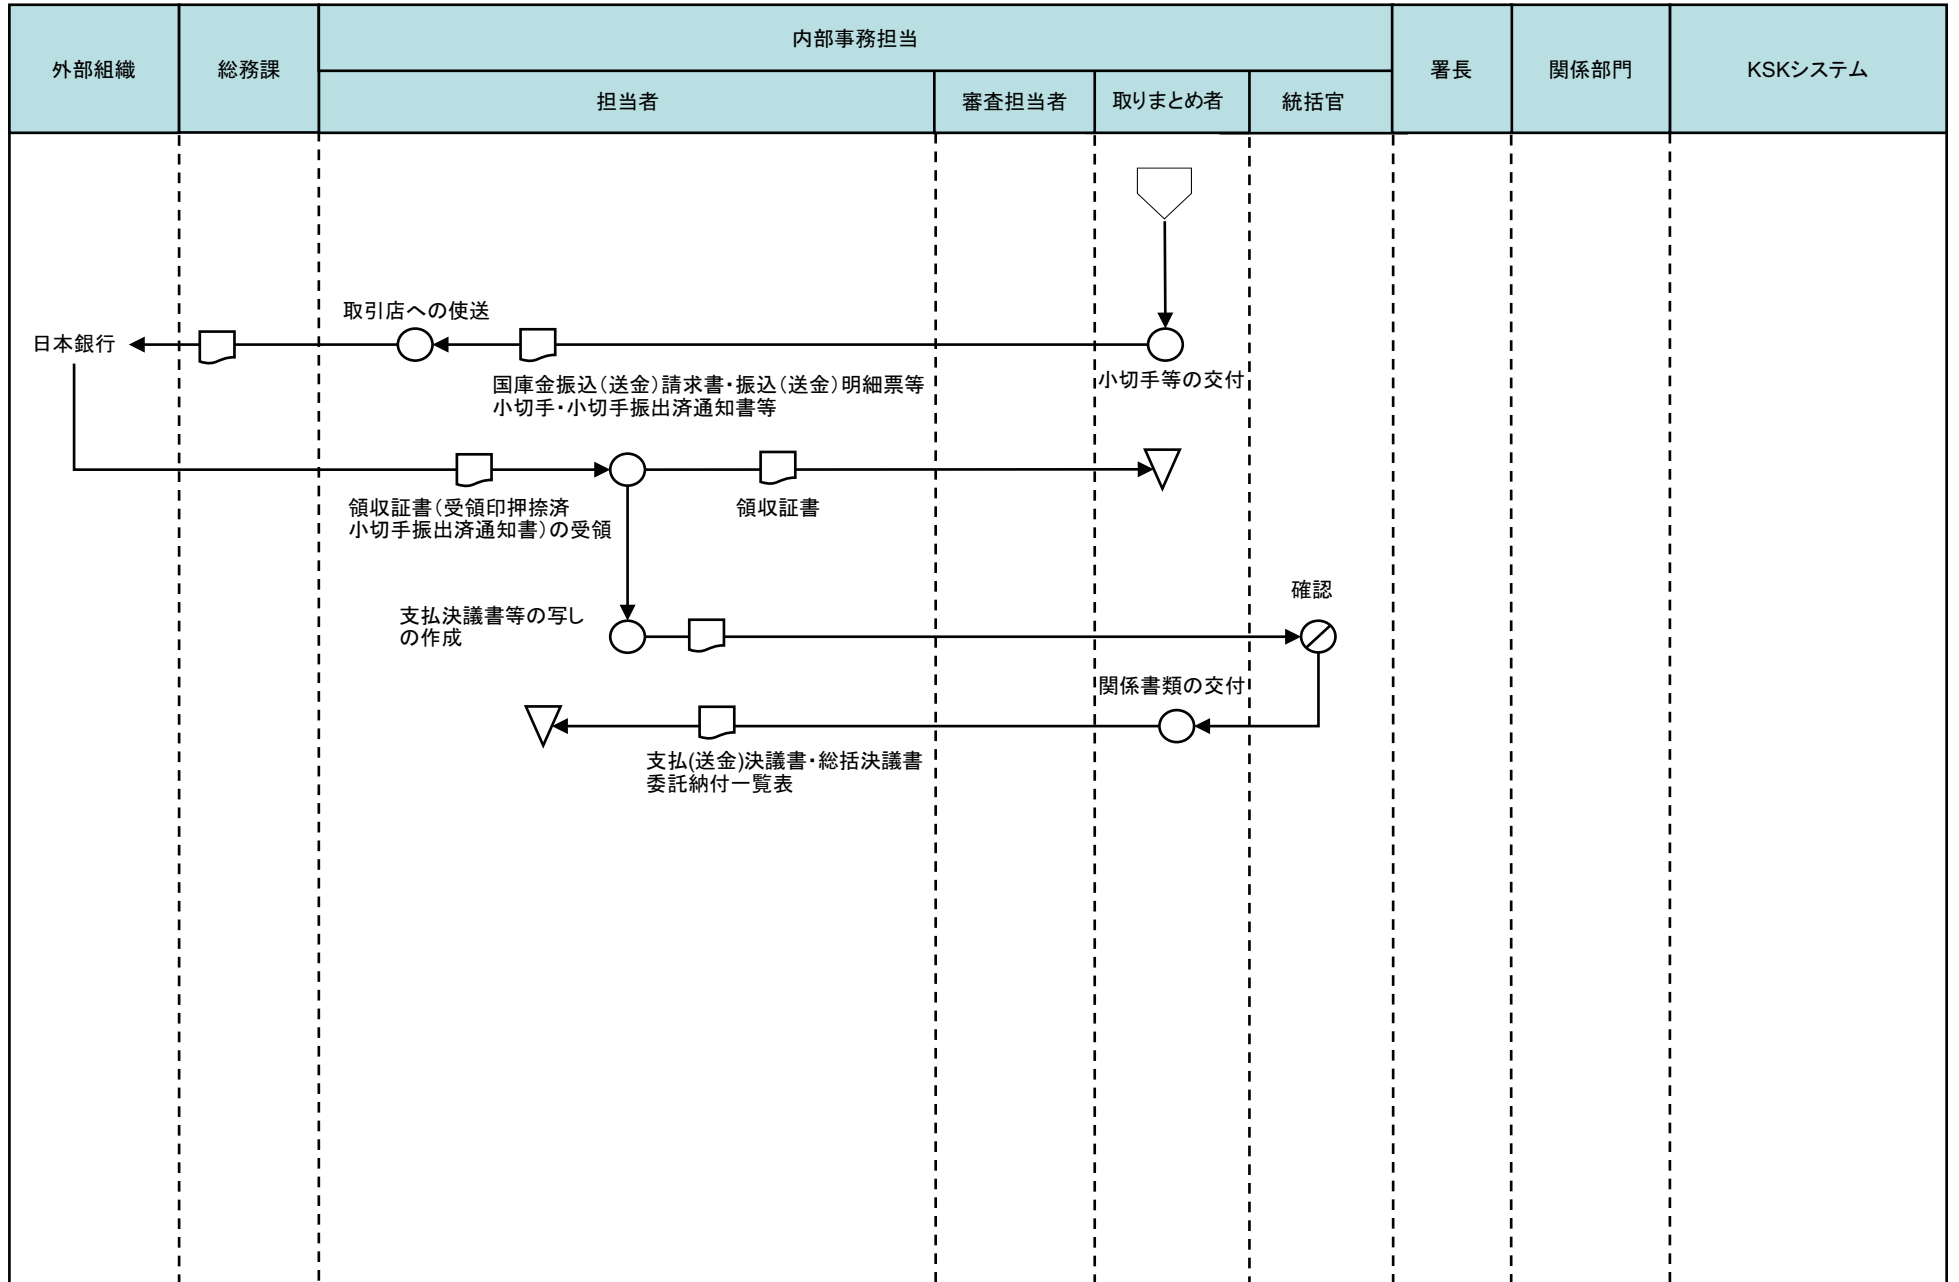 外部組織
総務課
内部事務担当
担当者
審査担当者
取りまとめ者
統括官
署長
関係部門
KSKシステム
取引店への使送
日本銀行
国庫金振込（送金）請求書・振込（送金）明細票等
小切手・小切手振出済通知書等
小切手等の交付
領収証書（受領印押捺済
小切手振出済通知書）の受領
領収証書
確認
支払決議書等の写し
の作成
関係書類の交付
支払(送金)決議書・総括決議書
委託納付一覧表